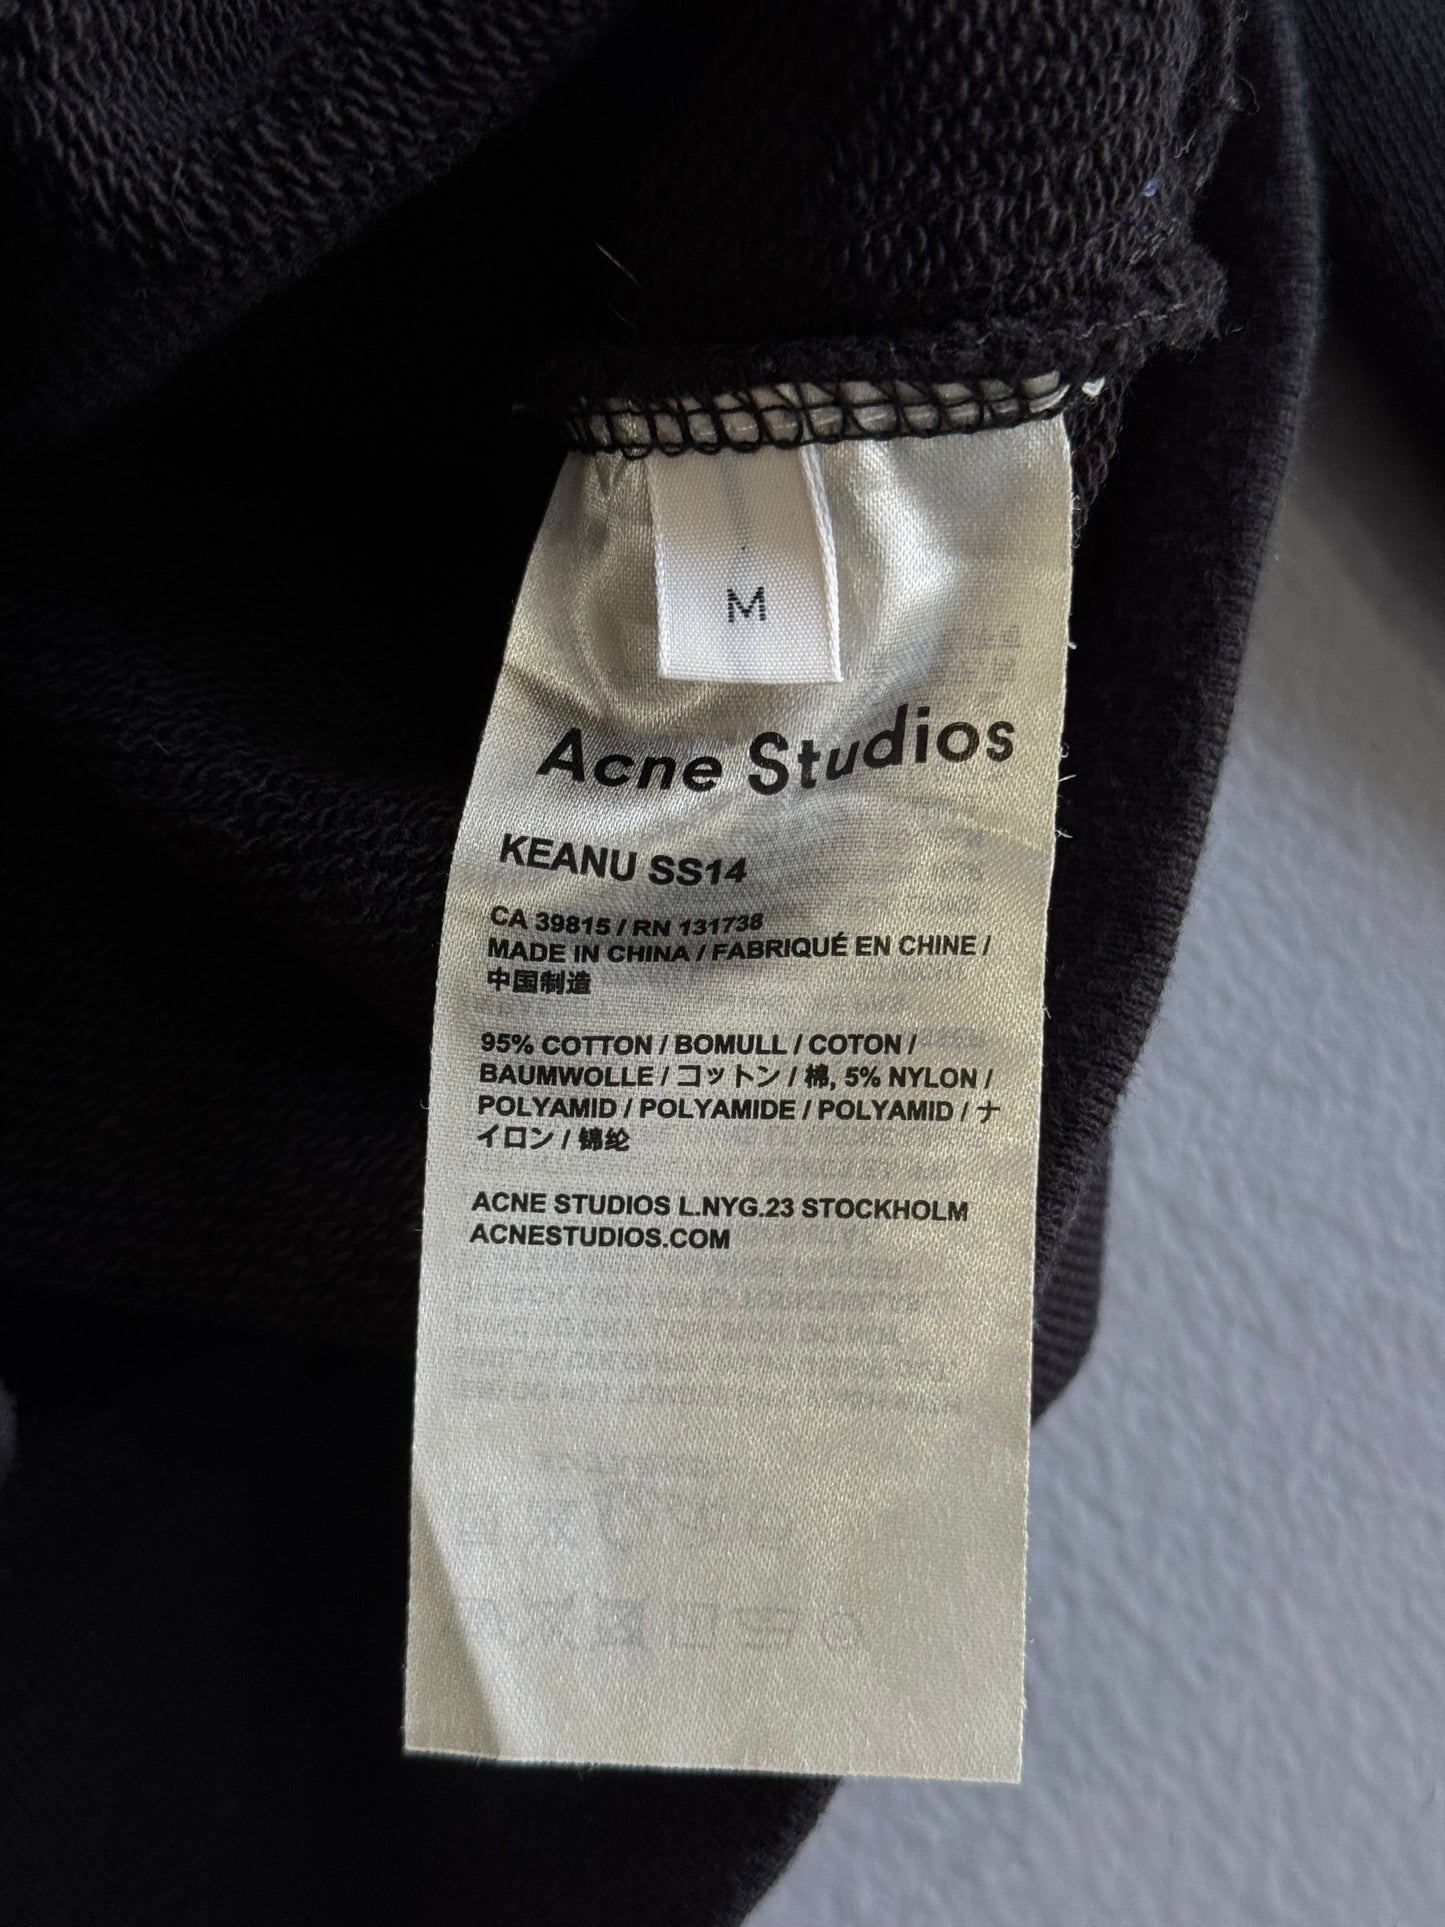 M
Acne Studios
KEANU SS14
CA 39815 / RN 131738
MADE IN CHINA / FABRIQUÉ EN CHINE /
中国制造
95% COTTON / BOMULL / COTON /
BAUMWOLLE / コットン / 棉, 5% NYLON /
POLYAMID / POLYAMIDE / POLYAMID / ナ
イロン / 锦纶
ACNE STUDIOS L.NYG.23 STOCKHOLM
ACNESTUDIOS.COM